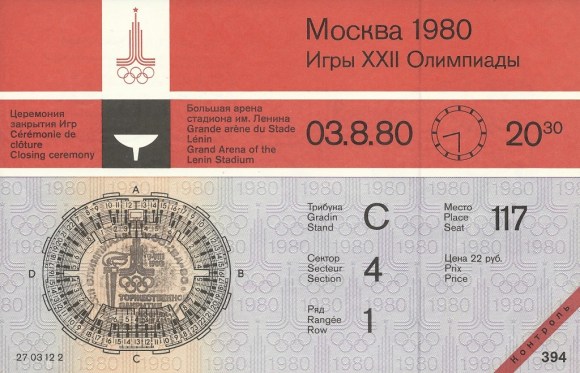 Москва 1980
Игры XXII Олимпиады
Церемония
закрытия Игр
Cérémonie de
clôture
Closing ceremony
Большая арена
стадиона им. Ленина
Grande arène du Stade
Lénin
Grand Arena of the
Lenin Stadium
03.8.80
20 30
A
B
C
D
Трибуна
Gradin
Stand
C
Место
Place
Seat
117
Сектор
Secteur
Section
4
Цена 22 руб.
Prix
Price
Ряд
Rangée
Row
1
Контроль
27 03 12 2
394
1980